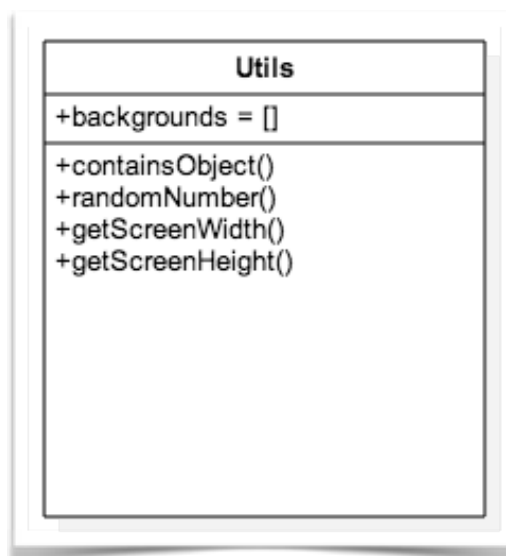 Utils
+backgrounds = []
+containsObject()
+randomNumber()
+getScreenWidth()
+getScreenHeight()